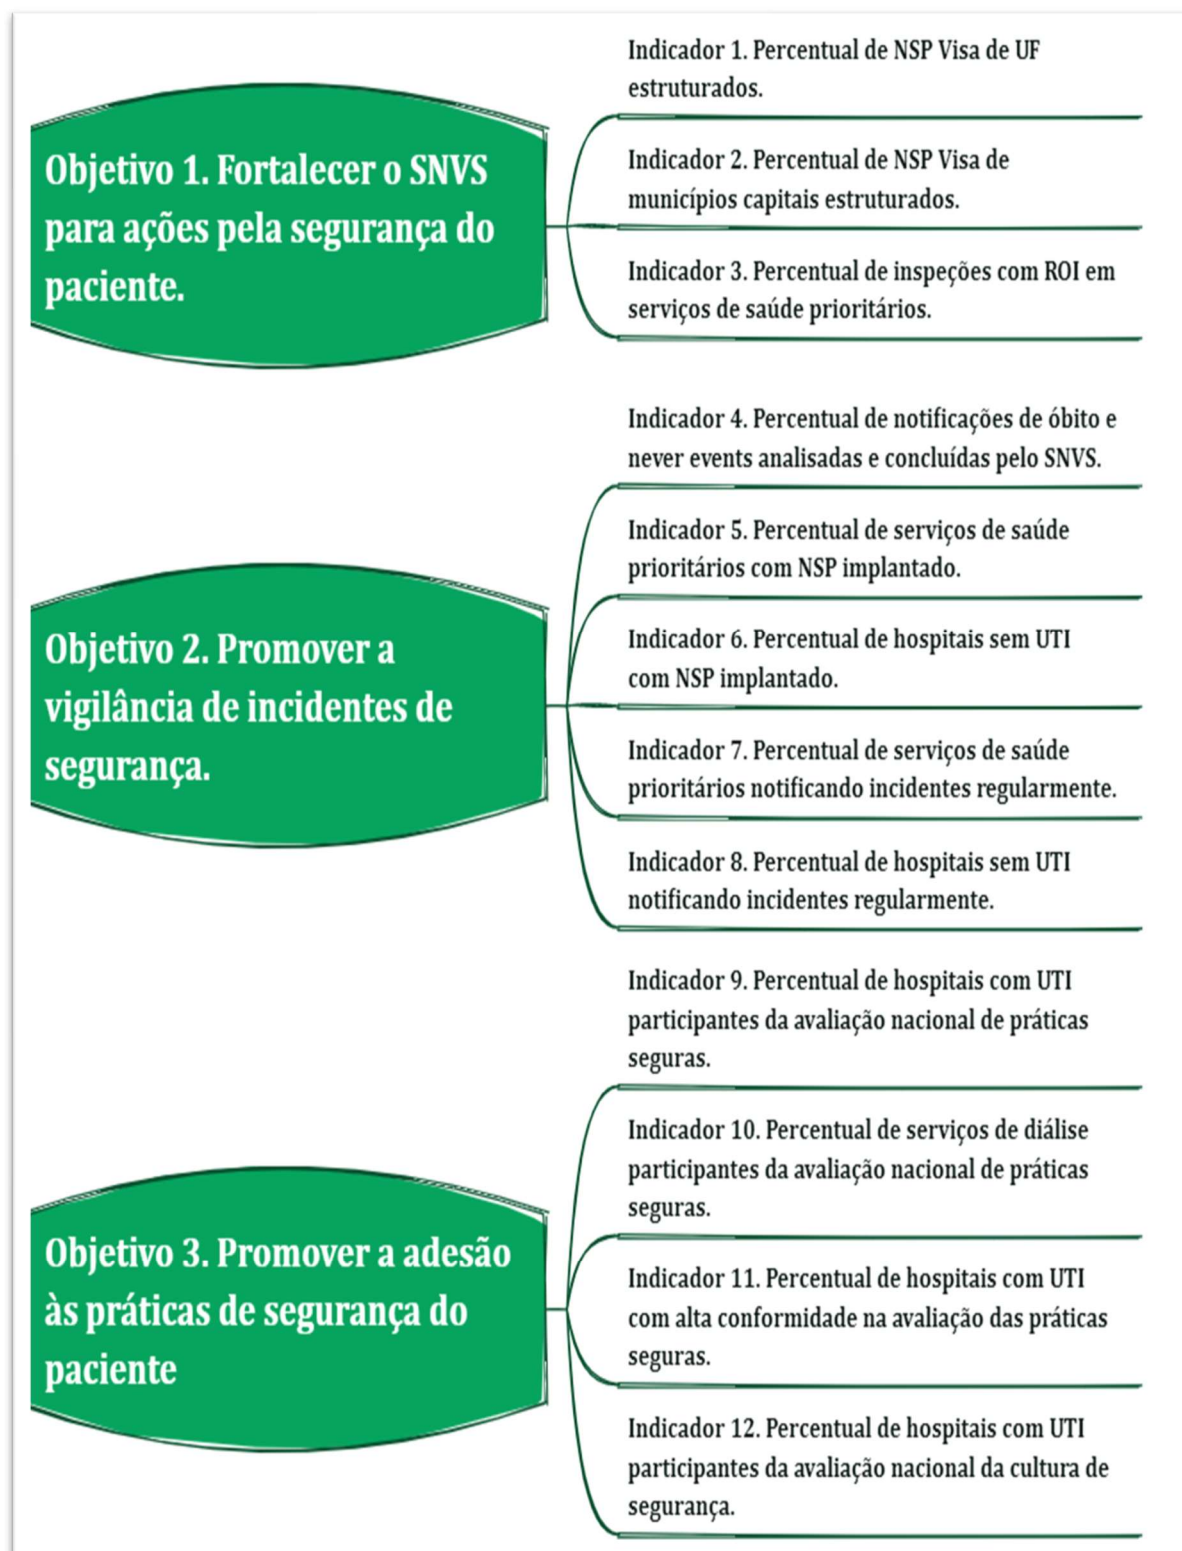 Objetivo 1. Fortalecer o SNVS
para ações pela segurança do
paciente.
Indicador 1. Percentual de NSP Visa de UF
estruturados.
Indicador 2. Percentual de NSP Visa de
municípios capitais estruturados.
Indicador 3. Percentual de inspeções com ROI em
serviços de saúde prioritários.
Objetivo 2. Promover a
vigilância de incidentes de
segurança.
Indicador 4. Percentual de notificações de óbito e
never events analisadas e concluídas pelo SNVS.
Indicador 5. Percentual de serviços de saúde
prioritários com NSP implantado.
Indicador 6. Percentual de hospitais sem UTI
com NSP implantado.
Indicador 7. Percentual de serviços de saúde
prioritários notificando incidentes regularmente.
Indicador 8. Percentual de hospitais sem UTI
notificando incidentes regularmente.
Objetivo 3. Promover a adesão
às práticas de segurança do
paciente
Indicador 9. Percentual de hospitais com UTI
participantes da avaliação nacional de práticas
seguras.
Indicador 10. Percentual de serviços de diálise
participantes da avaliação nacional de práticas
seguras.
Indicador 11. Percentual de hospitais com UTI
com alta conformidade na avaliação das práticas
seguras.
Indicador 12. Percentual de hospitais com UTI
participantes da avaliação nacional da cultura de
segurança.